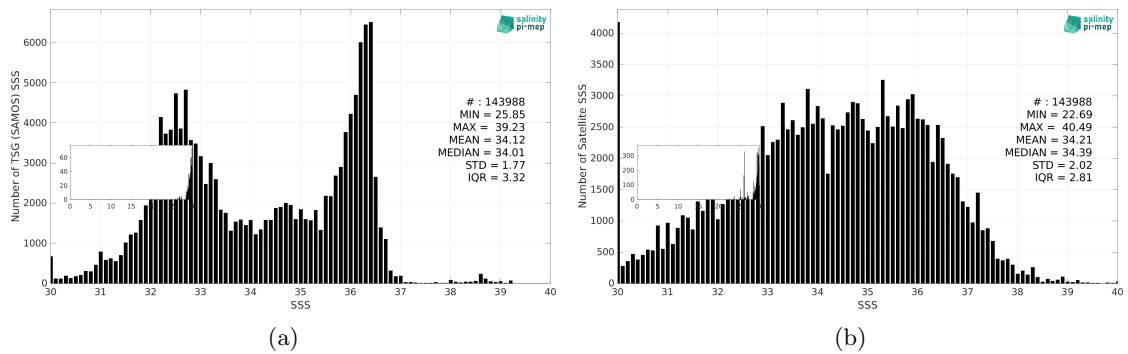 salinity
pi-mep
Number of TSG (SAMOS) SSS
6000
5000
4000
3000
2000
1000
0
# : 143988
MIN = 25.85
MAX = 39.23
MEAN = 34.12
MEDIAN = 34.01
STD = 1.77
IQR = 3.32
60
40
20
0
0 5 10 15
30 31 32 33 34 35 36 37 38 39 40
SSS
(a)
salinity
pi-mep
Number of Satellite SSS
4000
3500
3000
2500
2000
1500
1000
500
0
# : 143988
MIN = 22.69
MAX = 40.49
MEAN = 34.21
MEDIAN = 34.39
STD = 2.02
IQR = 2.81
300
200
100
0
0 5 10 15
30 31 32 33 34 35 36 37 38 39 40
SSS
(b)